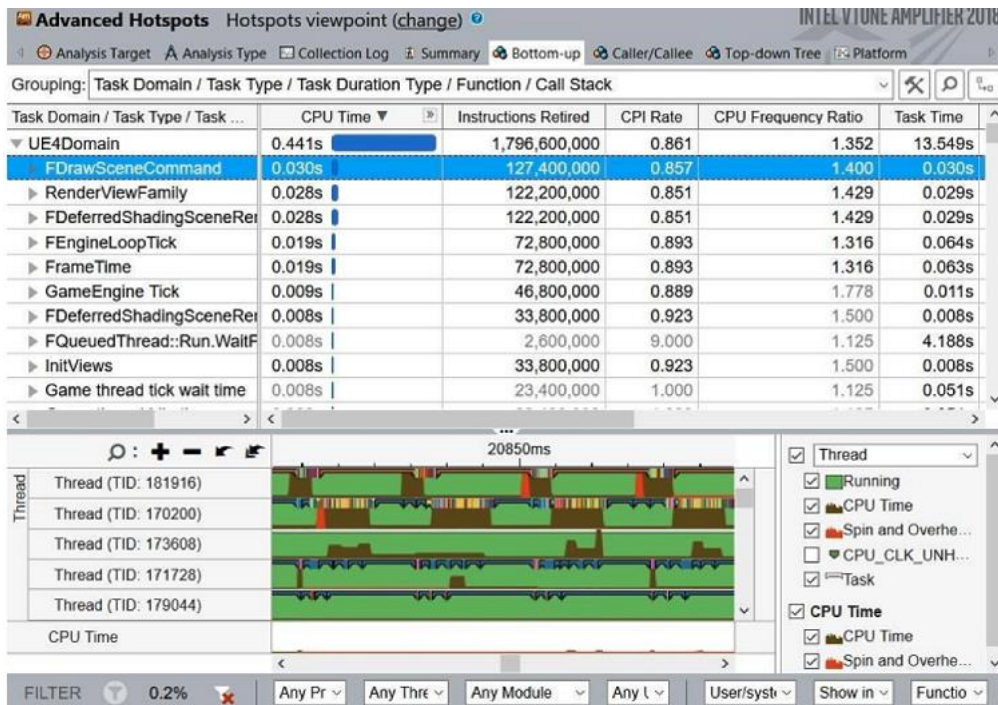 Advanced Hotspots Hotspots viewpoint (change)
INTEL VTUNE AMPLIFIER 2018
Analysis Target Analysis Type Collection Log Summary Bottom-up Caller/Callee Top-down Tree Platform
Grouping: Task Domain / Task Type / Task Duration Type / Function / Call Stack
Task Domain / Task Type / Task ... CPU Time Instructions Retired CPI Rate CPU Frequency Ratio Task Time
UE4Domain 0.441s 1,796,600,000 0.861 1.352 13.549s
FDrawSceneCommand 0.030s 127,400,000 0.857 1.400 0.030s
RenderViewFamily 0.028s 122,200,000 0.851 1.429 0.029s
FDeferredShadingSceneRer 0.028s 122,200,000 0.851 1.429 0.029s
FEngineLoopTick 0.019s 72,800,000 0.893 1.316 0.064s
FrameTime 0.019s 72,800,000 0.893 1.316 0.063s
GameEngine Tick 0.009s 46,800,000 0.889 1.778 0.011s
FDeferredShadingSceneRer 0.008s 33,800,000 0.923 1.500 0.008s
FQueuedThread::Run.WaitF 0.008s 2,600,000 9.000 1.125 4.188s
InitViews 0.008s 33,800,000 0.923 1.500 0.008s
Game thread tick wait time 0.008s 23,400,000 1.000 1.125 0.051s
20850ms
Thread
Thread
Running
CPU Time
Spin and Overhe...
CPU_CLK_UNH...
Task
CPU Time
CPU Time
Spin and Overhe...
Thread (TID: 181916)
Thread (TID: 170200)
Thread (TID: 173608)
Thread (TID: 171728)
Thread (TID: 179044)
CPU Time
FILTER 0.2% Any Pr Any Thre Any Module Any User/syst Show in Functio